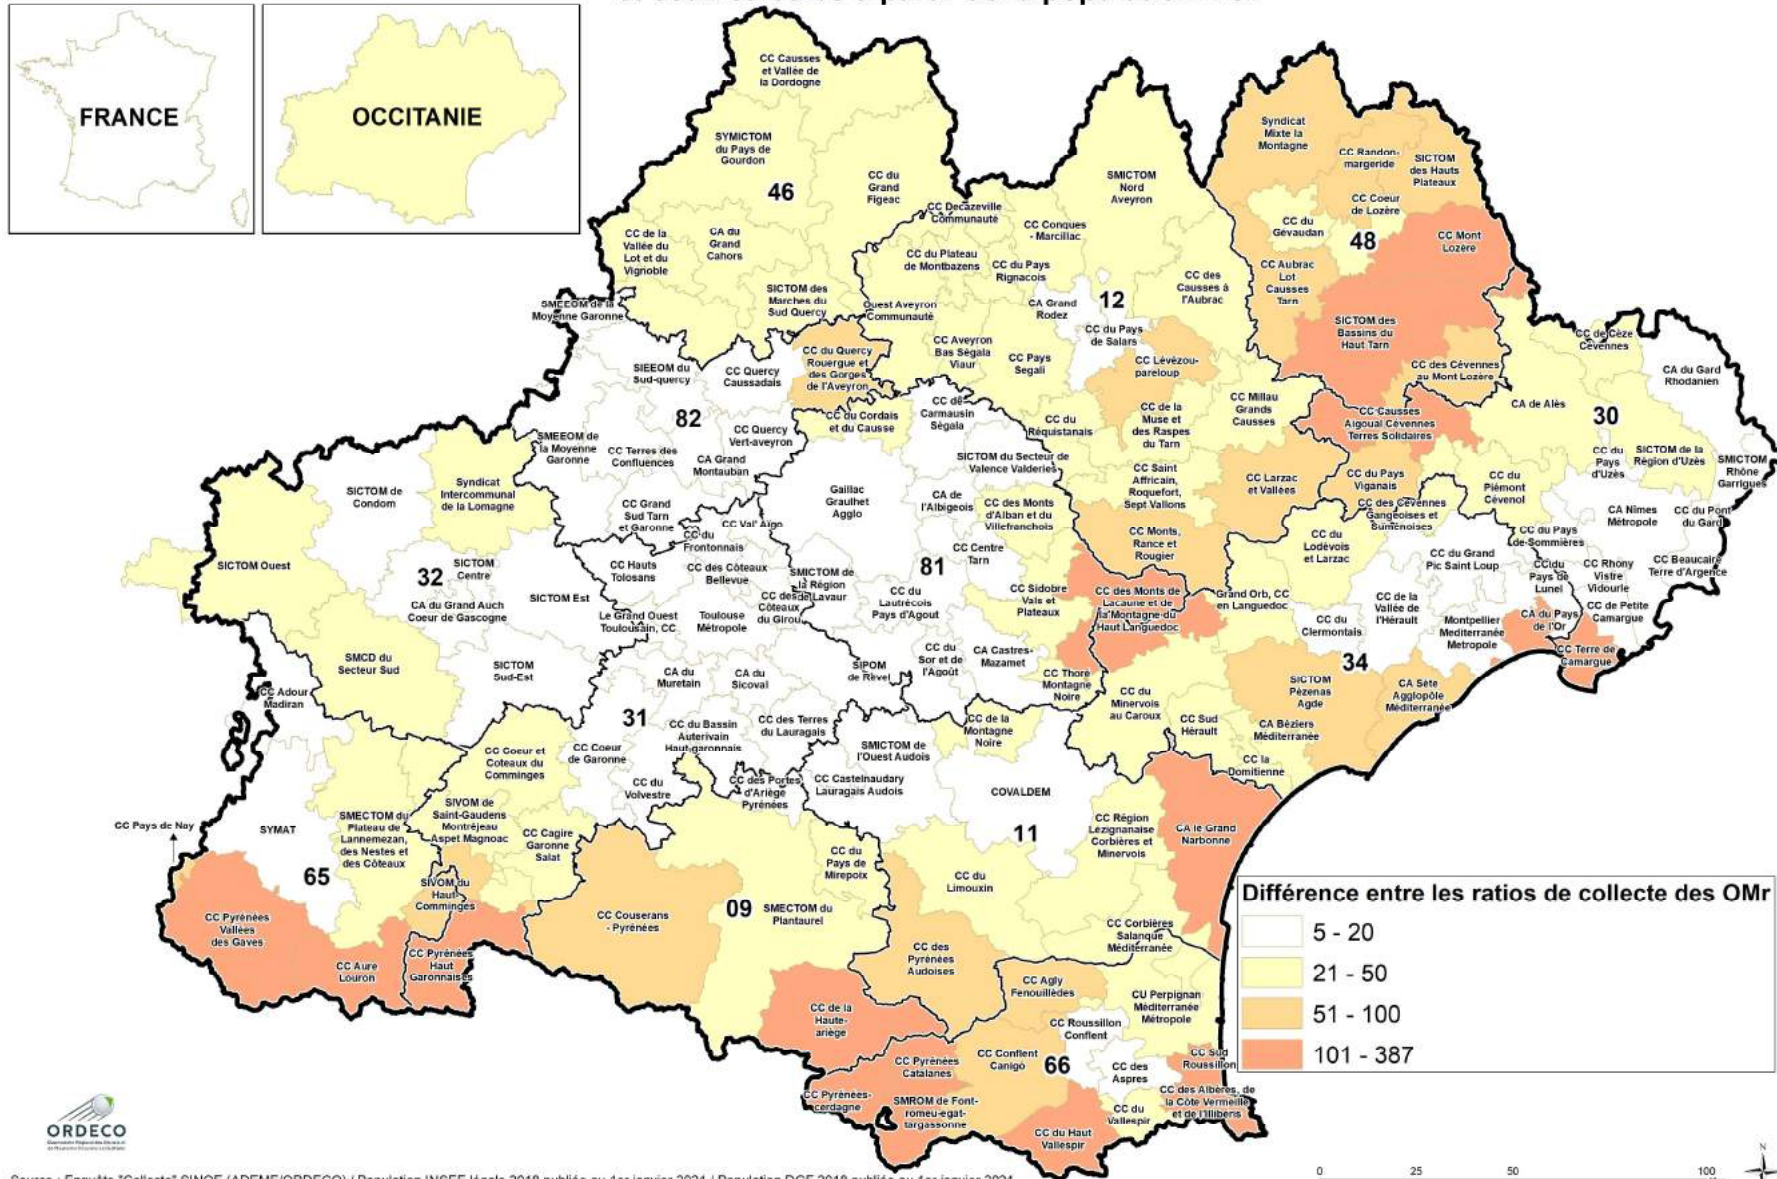 FRANCE
OCCITANIE
CC Causses
et Vallée de
la Dordogne
SYMICTOM
du Pays de
Gourdon
46
CC du
Grand
Figeac
CC de la
Vallée du
Lot et du
Vignoble
CA du
Grand
Cahors
SICTOM des
Marches du
Sud Quercy
SMICTOM
Nord
Aveyron
CC Decazeville
Communauté
CC Conques
- Marcillac
CC du Plateau
de Montbazens
CC du Pays
Rignacois
CC des
Causses à
l'Aubrac
12
CA Grand
Rodez
CC du Pays
de Salars
Ouest Aveyron
Communauté
CC Aveyron
Bas Ségala
Viaur
CC Pays
Segali
CC Lévézou-
pareloup
CC du
Réquistanais
CC de la
Muse et
des Raspes
du Tarn
CC Millau
Grands
Causses
CC Saint
Affricain,
Roquefort,
Sept Vallons
CC Larzac
et Vallées
CC Monts,
Rance et
Rougier
Syndicat
Mixte la
Montagne
CC Randon-
margeride
SICTOM
des Hauts
Plateaux
CC Coeur
de Lozère
CC du
Gévaudan
48
CC Mont
Lozère
CC Aubrac
Lot
Causses
Tarn
SICTOM des
Bassins du
Haut Tarn
CC des Cévennes
au Mont Lozère
CC de Cèze
Cévennes
CA du Gard
Rhodanien
CA de Alès
30
CC Causses
Aigoual Cévennes
Terres Solidaires
CC du
Pays
d'Uzès
SICTOM de la
Région d'Uzès
SMICTOM
Rhône
Garrigues
CC du Pays
Viganais
CC du
Piémont
Cévenol
CC des Cévennes
Gangeoises et
Suménoises
CA Nîmes
Métropole
CC du Pont
du Gard
CC du Pays
de Sommières
CC Beaucaire
Terre d'Argence
CC Rhony
Vistre
Vidourle
CC de Petite
Camargue
CC Terre de
Camargue
SMEEOM de la
Moyenne Garonne
SIEEOM du
Sud-quercy
CC Quercy
Caussadais
CC du Quercy
Rouergue et
des Gorges
de l'Aveyron
82
SMEEOM de
la Moyenne
Garonne
CC Terres des
Confluences
CC Quercy
Vert-aveyron
CA Grand
Montauban
CC Grand
Sud Tarn
et Garonne
CC du Cordais
et du Causse
CC de
Carmausin
Ségala
SICTOM du Secteur de
Valence Valderies
Gaillac
Graulhet
Agglo
CA de
l'Albigeois
CC des Monts
d'Alban et du
Villefranchois
81
CC Centre
Tarn
SMICTOM de
la Région
de Lavaur
CC du
Lautrécois
Pays d'Agout
CC Sidobre
Vals et
Plateaux
CC des Monts de
Lacaune et de
la Montagne du
Haut Languedoc
CC du
Sor et de
l'Agoût
CA Castres-
Mazamet
CC Thoré
Montagne
Noire
SIPOM
de Revel
SICTOM de
Condom
Syndicat
Intercommunal
de la Lomagne
SICTOM Ouest
32
SICTOM
Centre
CA du Grand Auch
Coeur de Gascogne
SICTOM Est
SMCD du
Secteur Sud
SICTOM
Sud-Est
CC Val' Aïgo
CC du
Frontonnais
CC Hauts
Tolosans
CC des Côteaux
Bellevue
CC des
Côteaux
du Girou
Le Grand Ouest
Toulousain, CC
Toulouse
Métropole
CA du
Muretain
CA du
Sicoval
31
CC du Bassin
Auterivain
Haut-garonnais
CC des Terres
du Lauragais
CC Coeur
de Garonne
CC du
Volvestre
CC Coeur et
Coteaux du
Comminges
SIVOM de
Saint-Gaudens
Montréjeau
Aspet Magnoac
CC Cagire
Garonne
Salat
SIVOM du
Haut-
Comminges
CC Pyrénées
Haut
Garonnaises
CC Adour
Madiran
CC Pays de Nay
SYMAT
65
SMECTOM du
Plateau de
Lannemezan,
des Nestes et
des Côteaux
CC Pyrénées
Vallées
des Gaves
CC Aure
Louron
CC des Portes
d'Ariège
Pyrénées
CC Couserans
- Pyrénées
09
SMECTOM du
Plantaurel
CC du
Pays de
Mirepoix
CC de la
Haute-
ariège
SMICTOM de
l'Ouest Audois
CC de la
Montagne
Noire
CC Castelnaudary
Lauragais Audois
COVALDEM
11
CC Région
Lézignanaise
Corbières et
Minervois
CA le Grand
Narbonne
CC du
Limouxin
CC des
Pyrénées
Audoises
CC Corbières
Salanque
Méditerranée
CC du
Lodévois
et Larzac
Grand Orb, CC
en Languedoc
CC du Grand
Pic Saint Loup
CC du
Pays de
Lunel
CC de la
Vallée de
l'Hérault
CC du
Clermontais
Montpellier
Mediterranée
Metropole
CA du Pays
de l'Or
34
SICTOM
Pézenas
Agde
CA Sète
Agglopôle
Méditerranée
CC du
Minervois
au Caroux
CC Sud
Hérault
CA Béziers
Méditerranée
CC la
Domitienne
CC Agly
Fenouillèdes
CU Perpignan
Méditerranée
Métropole
CC Roussillon
Conflent
CC Conflent
Canigó
66
CC des
Aspres
CC Sud
Roussillon
CC des Albères, de
la Côte Vermeille
et de l'Illibéris
CC du
Vallespir
CC du Haut
Vallespir
CC Pyrénées
Catalanes
CC Pyrénées-
cerdagne
SMROM de Font-
romeu-egat-
targassonne
Différence entre les ratios de collecte des OMr
5 - 20
21 - 50
51 - 100
101 - 387
ORDECO
0 25 50 100
N
Source : Enquête "Collecte" SINOE (ADEME/ORDECO) / Population INSEE légale 2018 publiée au 1er janvier 2021 / Population DGF 2018 publiée au 1er janvier 2021